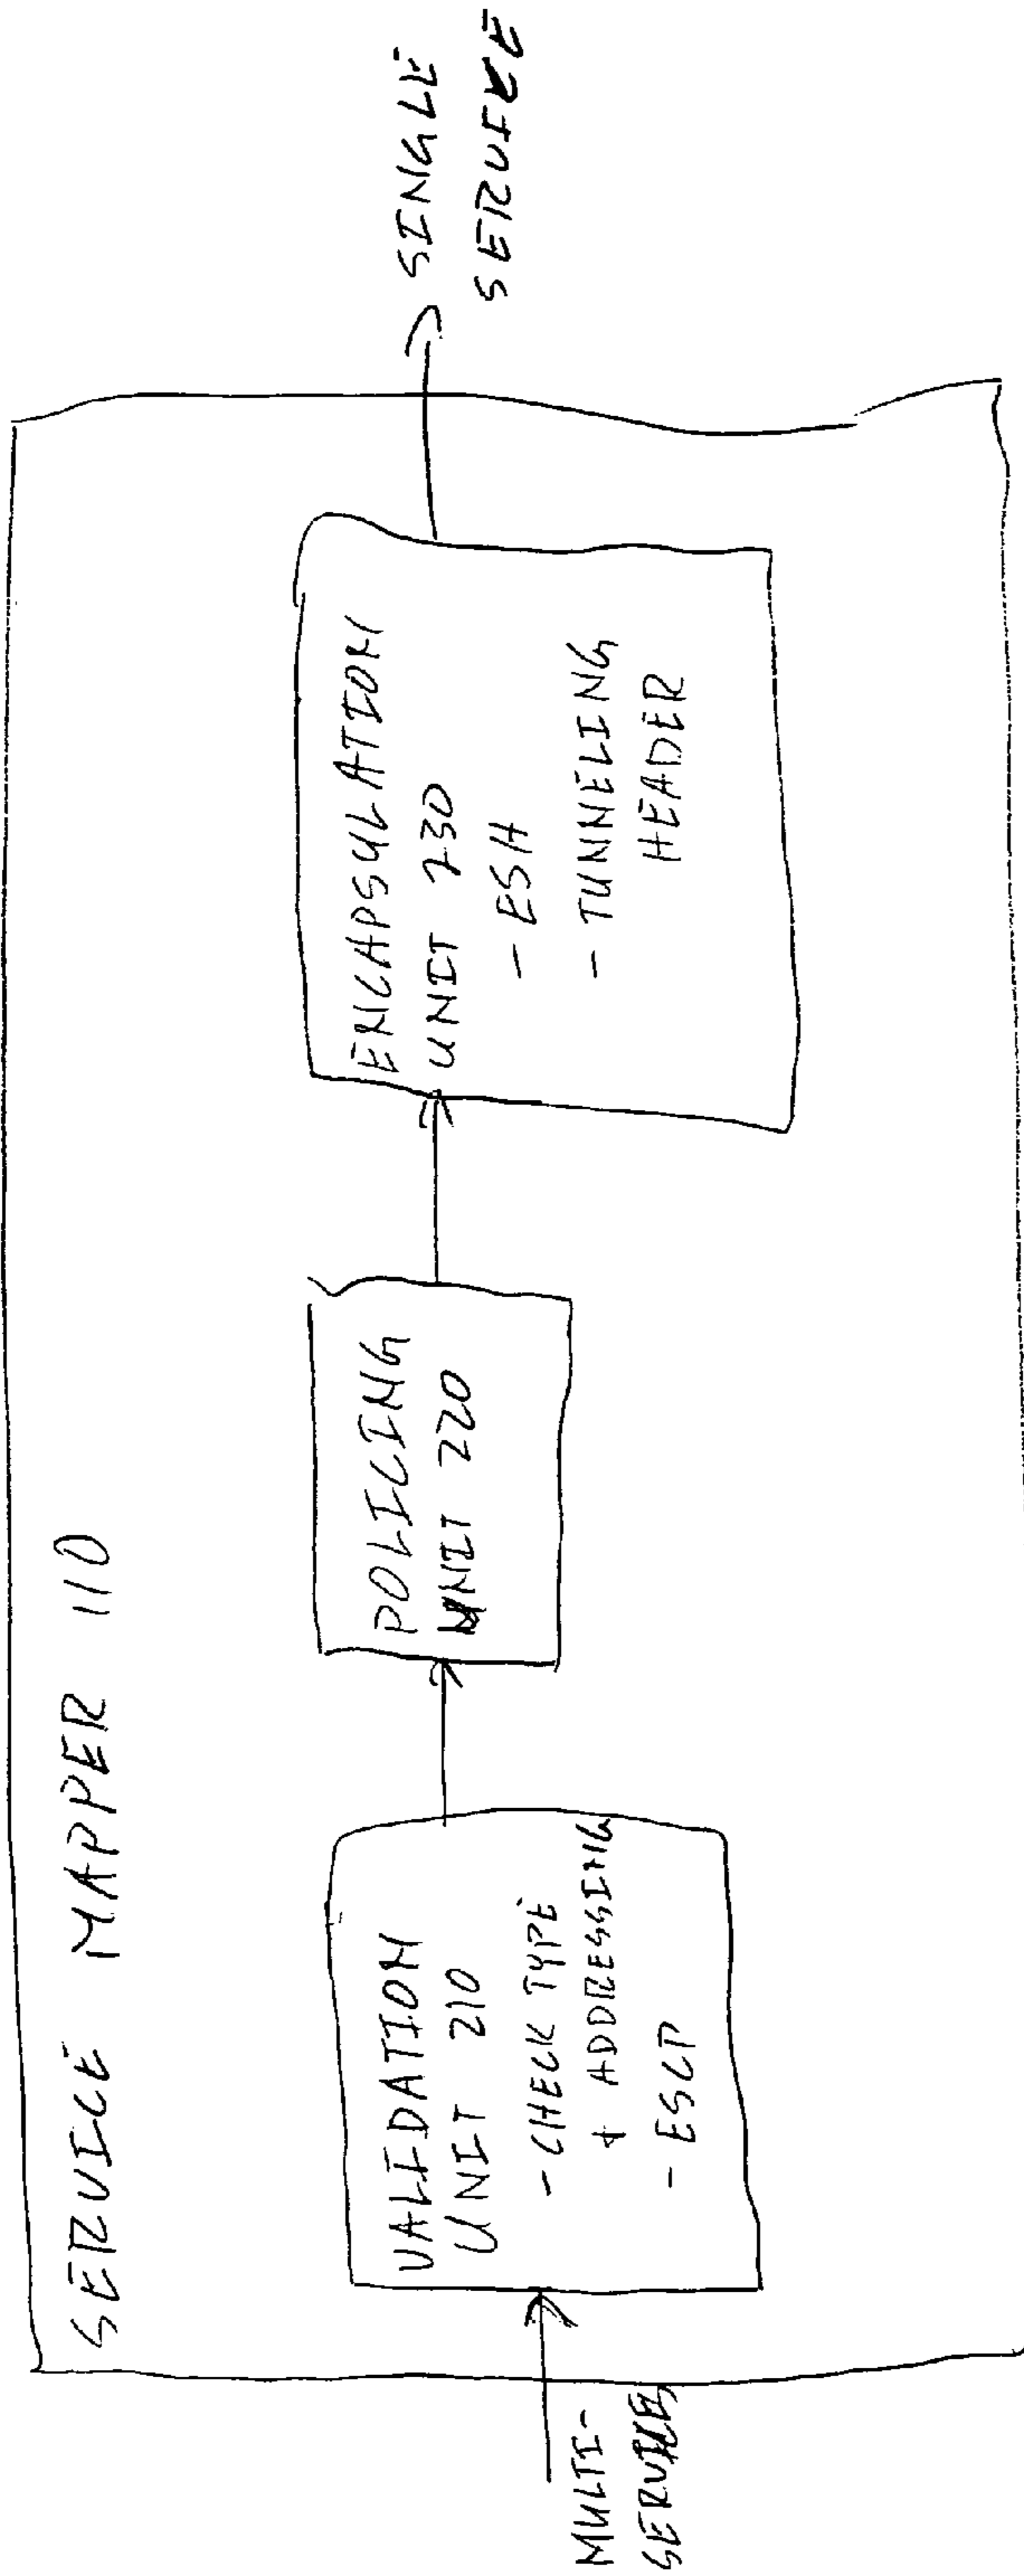 SERVICE MAPPER 110
MULTI-
SERVICES
VALIDATION
UNIT 210
- CHECK TYPE
+ ADDRESSING
- ESCP
POLICING
UNIT 220
ENCAPSULATION
UNIT 230
- ESH
- TUNNELING
HEADER
SINGLE
SERVICE